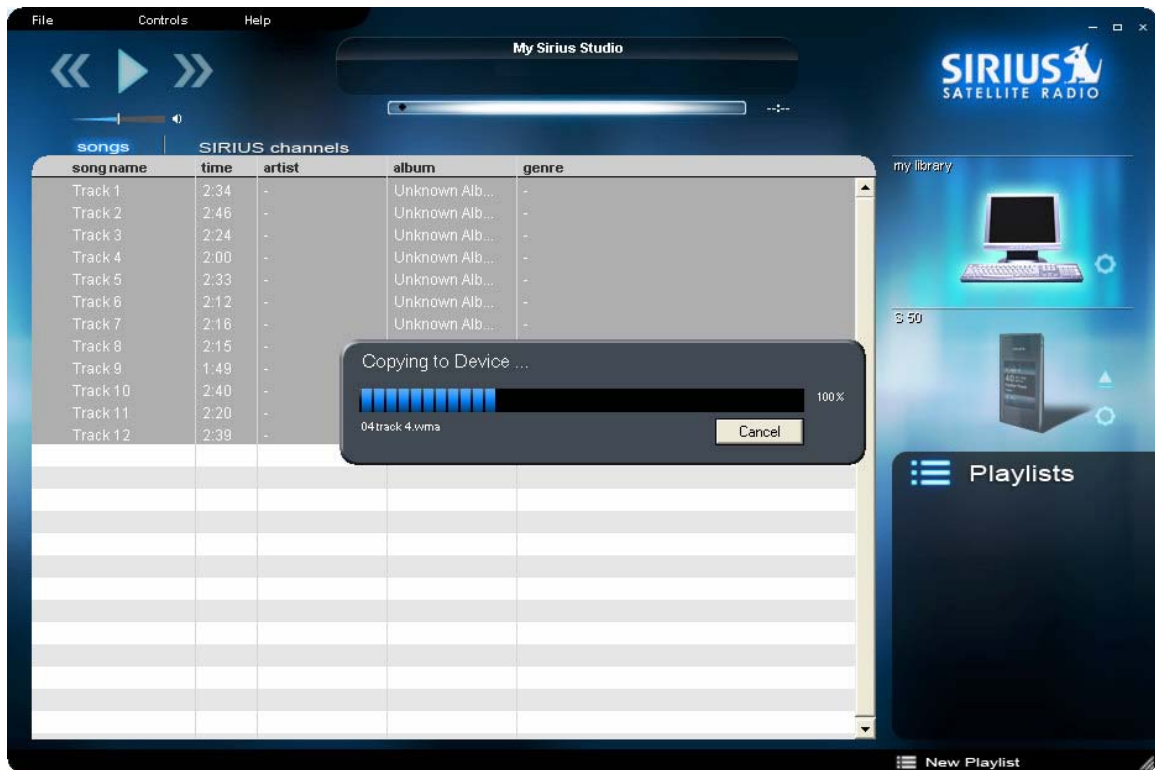 File Controls Help
My Sirius Studio
SIRIUS
SATELLITE RADIO
--:--
songs SIRIUS channels
song name time artist album genre
Track 1 2:34 - Unknown Alb... -
Track 2 2:46 - Unknown Alb... -
Track 3 2:24 - Unknown Alb... -
Track 4 2:00 - Unknown Alb... -
Track 5 2:33 - Unknown Alb... -
Track 6 2:12 - Unknown Alb... -
Track 7 2:16 - Unknown Alb... -
Track 8 2:15 -
Track 9 1:49 -
Track 10 2:40 -
Track 11 2:20 -
Track 12 2:39 -
Copying to Device ...
100%
04track 4.wma
Cancel
my library
S 50
Playlists
New Playlist